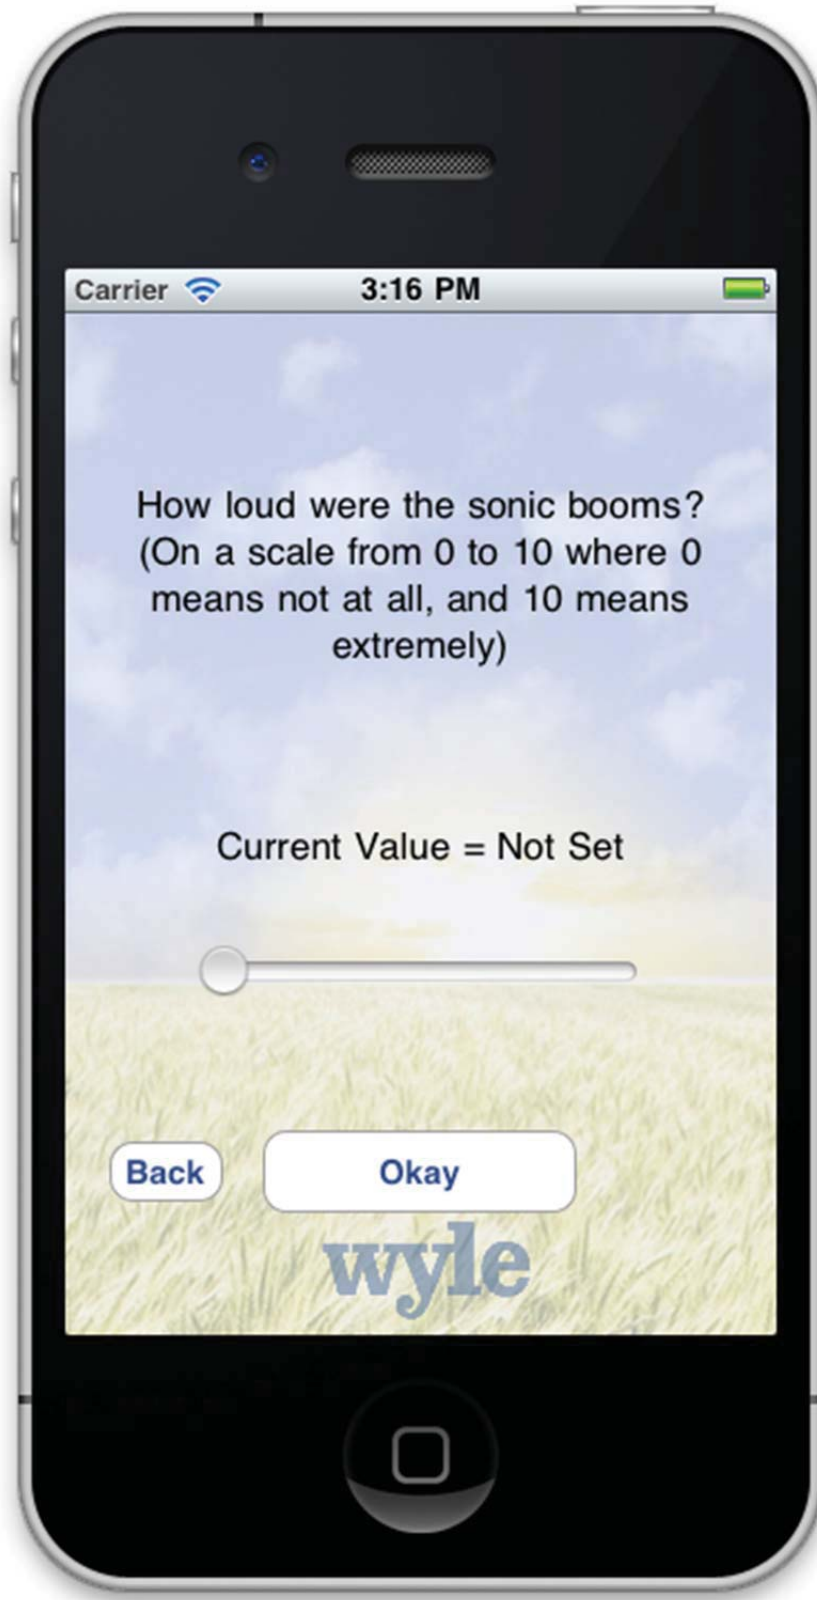 Carrier 3:16 PM
How loud were the sonic booms?
(On a scale from 0 to 10 where 0
means not at all, and 10 means
extremely)
Current Value = Not Set
Back Okay
wyle